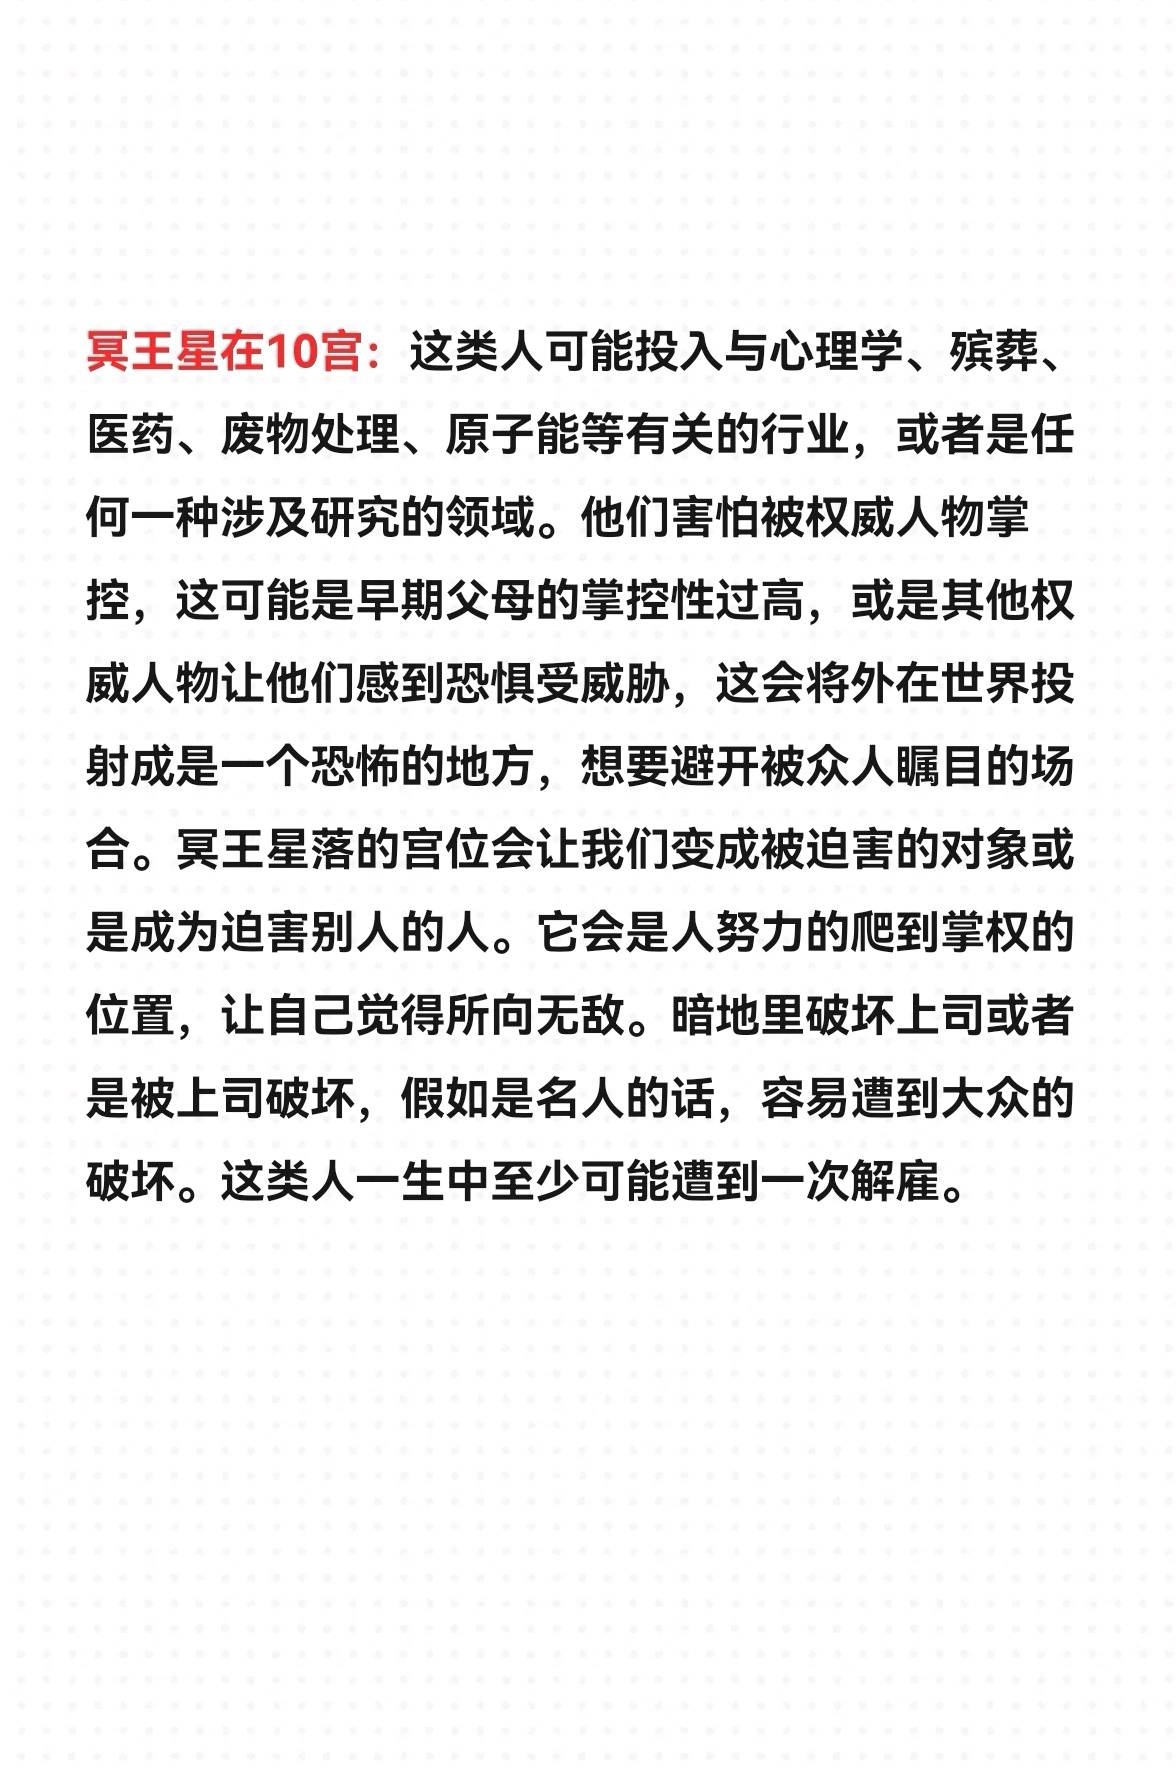 冥王星在10宫：这类人可能投入与心理学、殡葬、
医药、废物处理、原子能等有关的行业，或者是任
何一种涉及研究的领域。他们害怕被权威人物掌
控，这可能是早期父母的掌控性过高，或是其他权
威人物让他们感到恐惧受威胁，这会将外在世界投
射成是一个恐怖的地方，想要避开被众人瞩目的场
合。冥王星落的宫位会让我们变成被迫害的对象或
是成为迫害别人的人。它会是人努力的爬到掌权的
位置，让自己觉得所向无敌。暗地里破坏上司或者
是被上司破坏，假如是名人的话，容易遭到大众的
破坏。这类人一生中至少可能遭到一次解雇。